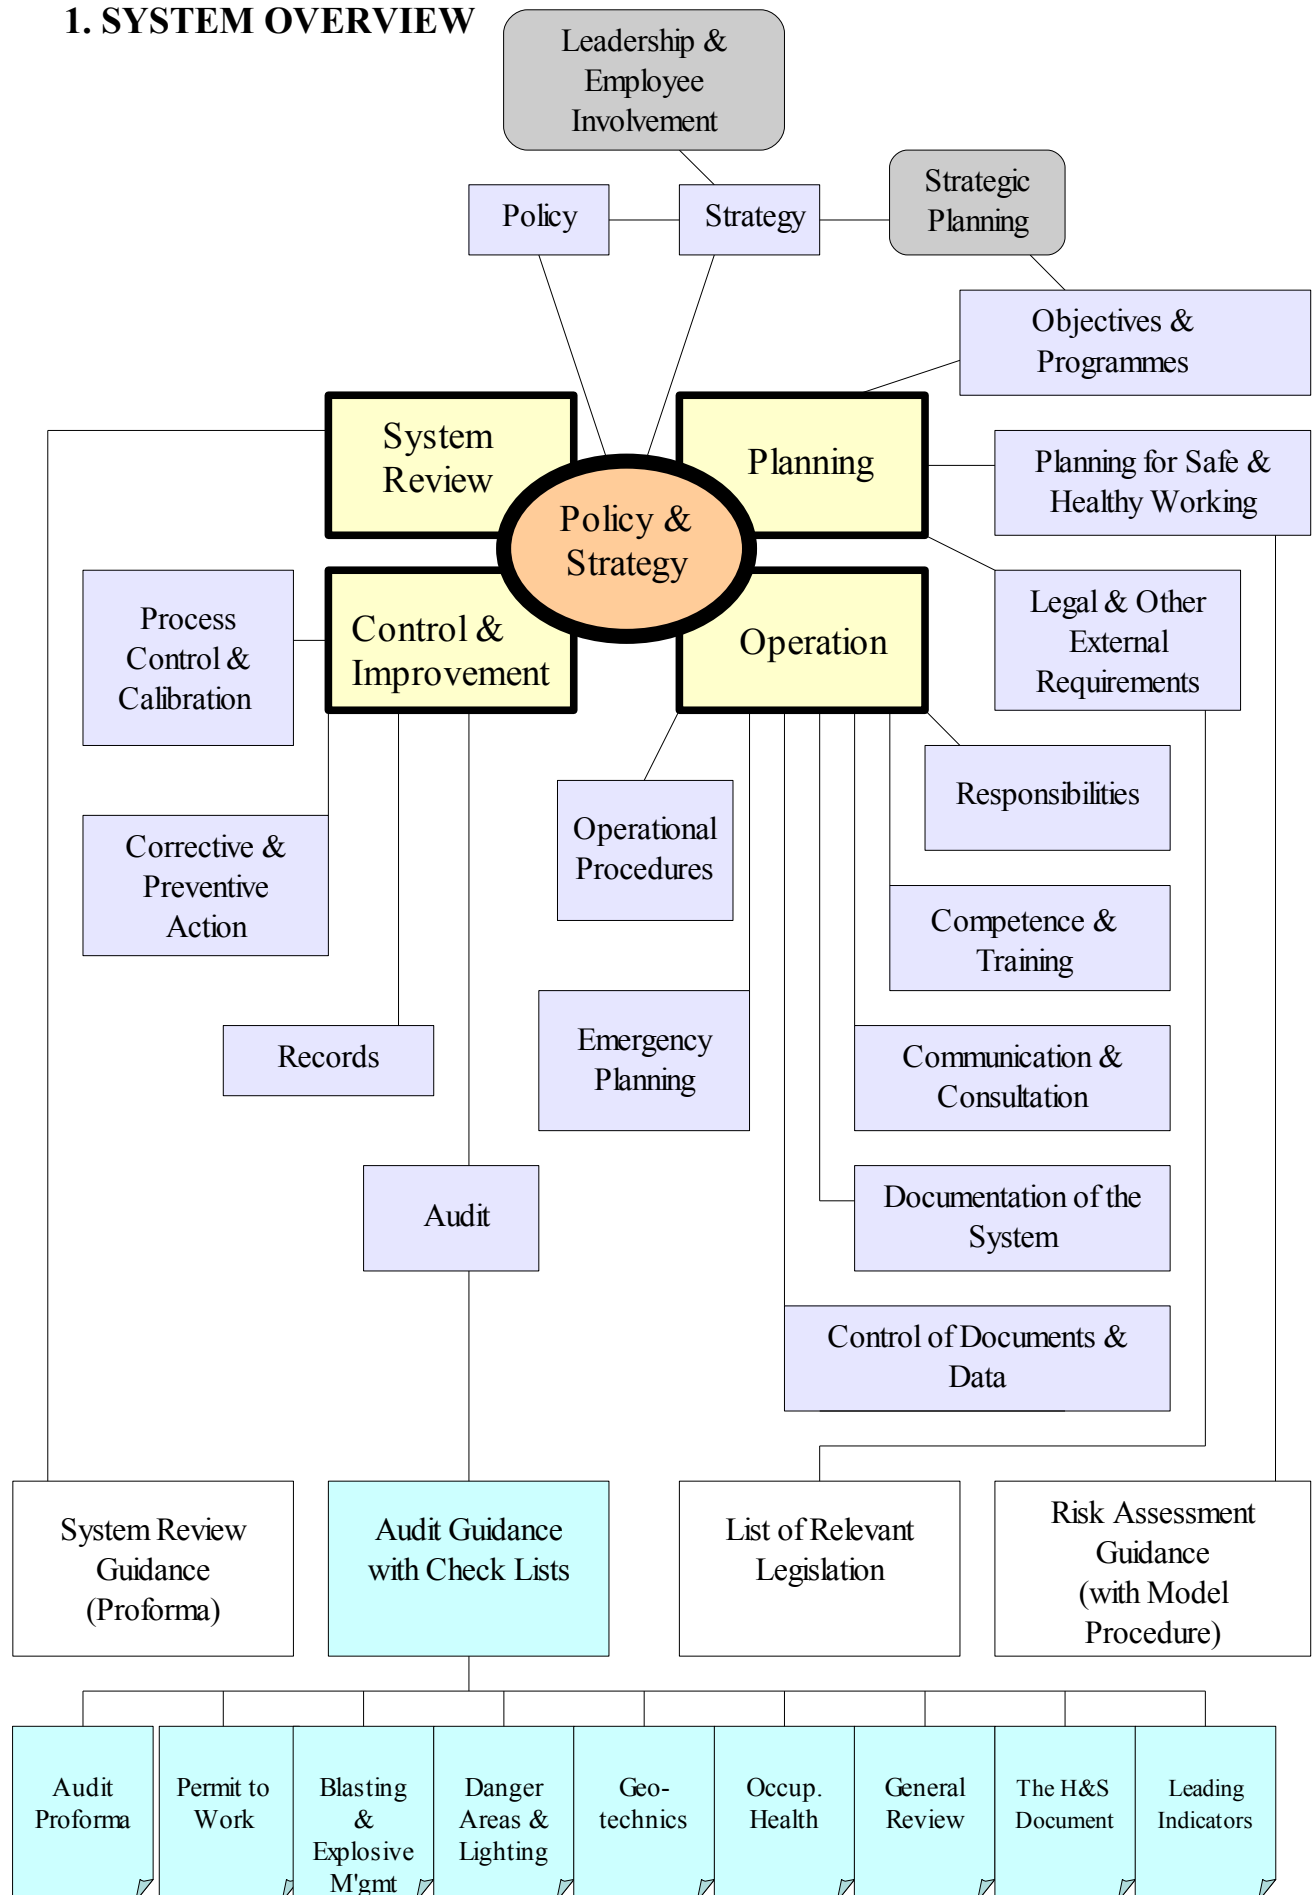 1. SYSTEM OVERVIEW
Leadership &
Employee
Involvement
Policy
Strategy
Strategic
Planning
Objectives &
Programmes
System
Review
Planning
Planning for Safe &
Healthy Working
Policy &
Strategy
Process
Control &
Calibration
Control &
Improvement
Operation
Legal & Other
External
Requirements
Responsibilities
Operational
Procedures
Corrective &
Preventive
Action
Competence &
Training
Records
Emergency
Planning
Communication &
Consultation
Audit
Documentation of the
System
Control of Documents &
Data
System Review
Guidance
(Proforma)
Audit Guidance
with Check Lists
List of Relevant
Legislation
Risk Assessment
Guidance
(with Model
Procedure)
Audit
Proforma
Permit to
Work
Blasting
&
Explosive
M'gmt
Danger
Areas &
Lighting
Geo-
technics
Occup.
Health
General
Review
The H&S
Document
Leading
Indicators